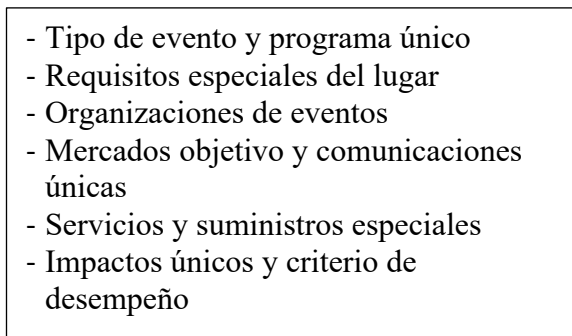 - Tipo de evento y programa único
- Requisitos especiales del lugar
- Organizaciones de eventos
- Mercados objetivo y comunicaciones
únicas
- Servicios y suministros especiales
- Impactos únicos y criterio de
desempeño